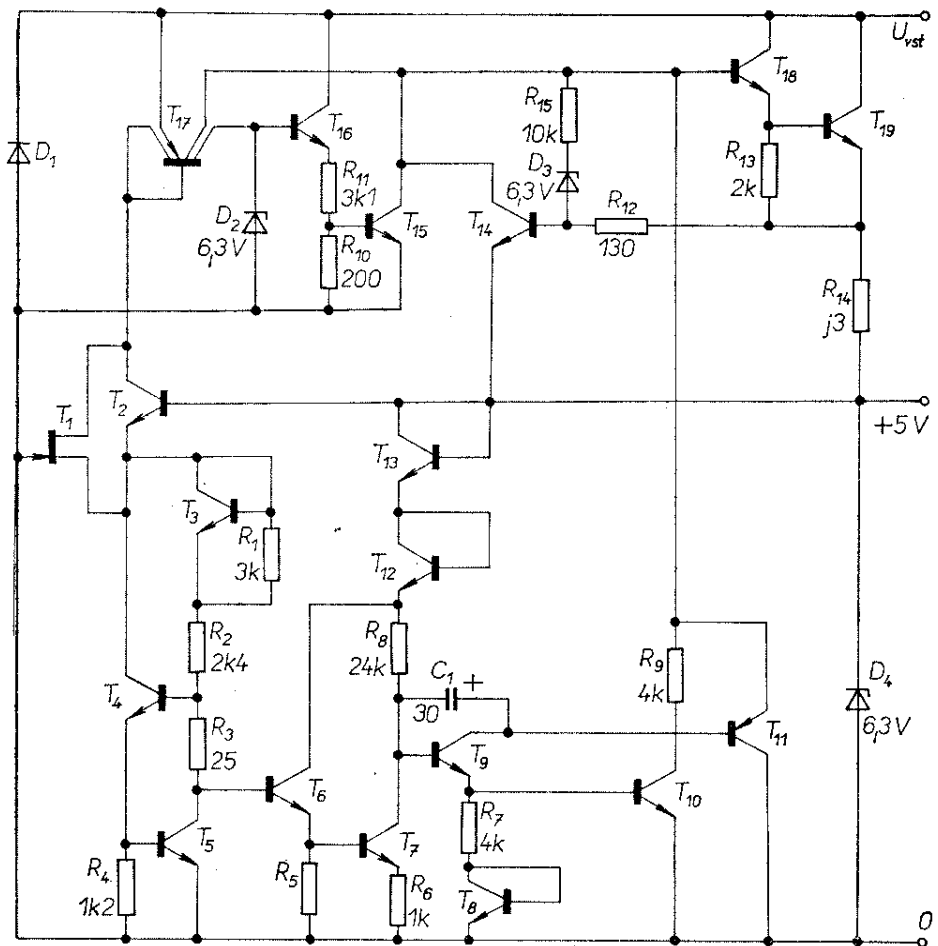 U_vst
T18
T17
R15
10k
T16
T19
D1
D3
6,3V
R13
2k
R11
3k1
D2
6,3V
R12
130
T15
T14
R10
200
R14
j3
T2
T1
+5V
T13
T3
R1
3k
T12
R2
2k4
R8
24k
C1 +
30
R9
4k
D4
6,3V
T4
R3
25
T9
T11
T6
T10
T5
T7
R7
4k
R4
1k2
R5
R6
1k
T8
0